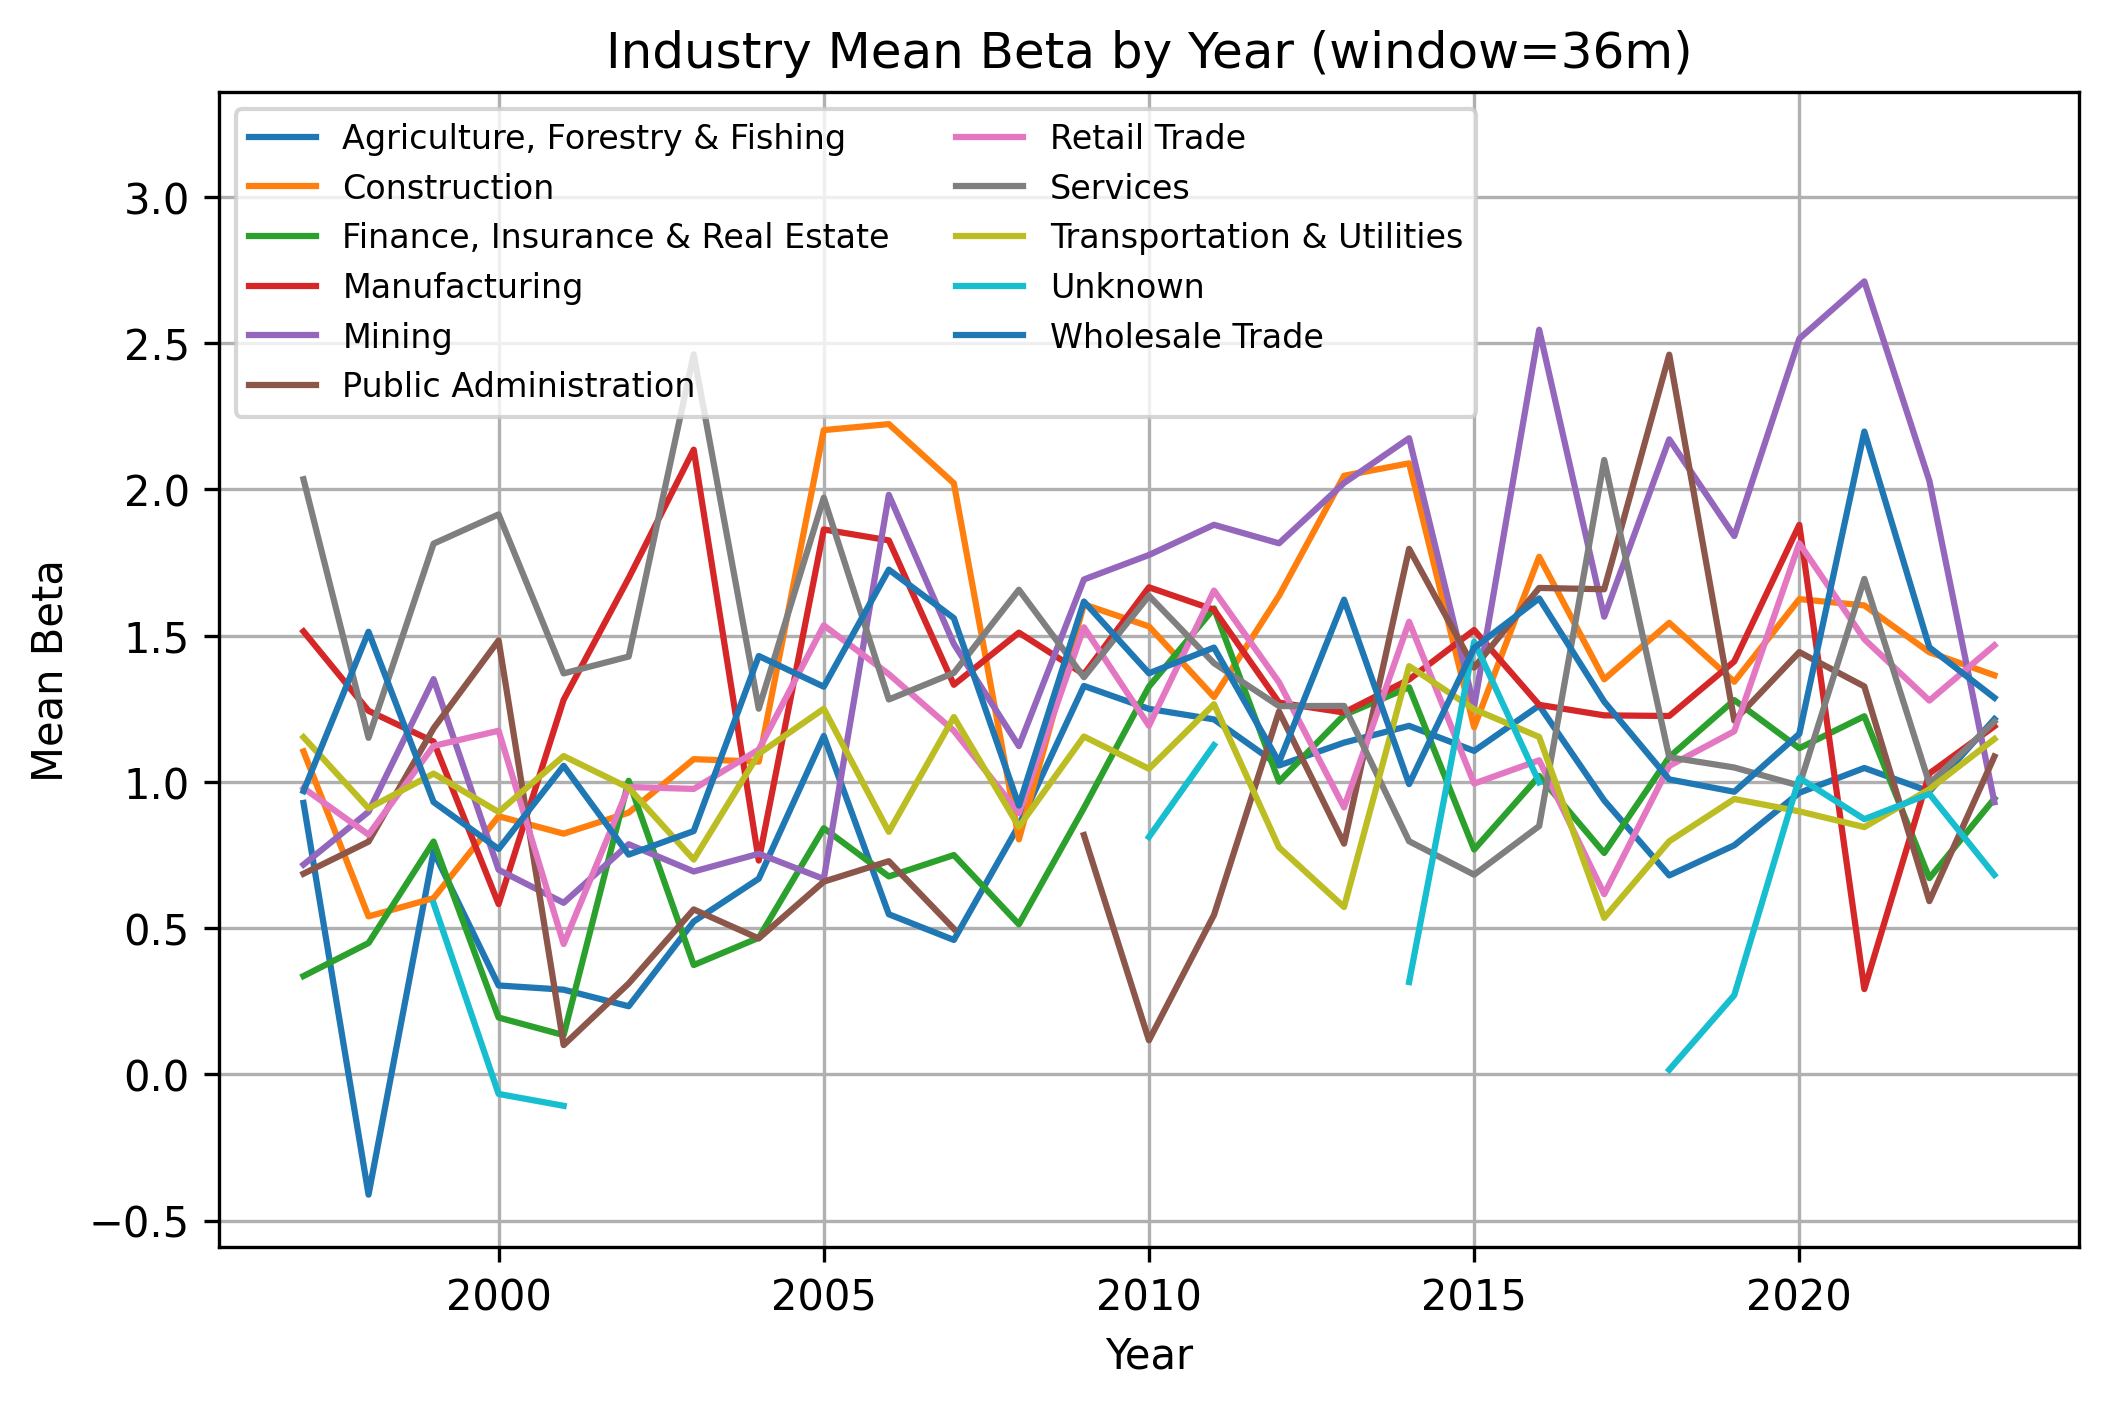 Industry Mean Beta by Year (window=36m)
Agriculture, Forestry & Fishing
Construction
Finance, Insurance & Real Estate
Manufacturing
Mining
Public Administration
Retail Trade
Services
Transportation & Utilities
Unknown
Wholesale Trade
Mean Beta
3.0
2.5
2.0
1.5
1.0
0.5
0.0
−0.5
2000 2005 2010 2015 2020
Year